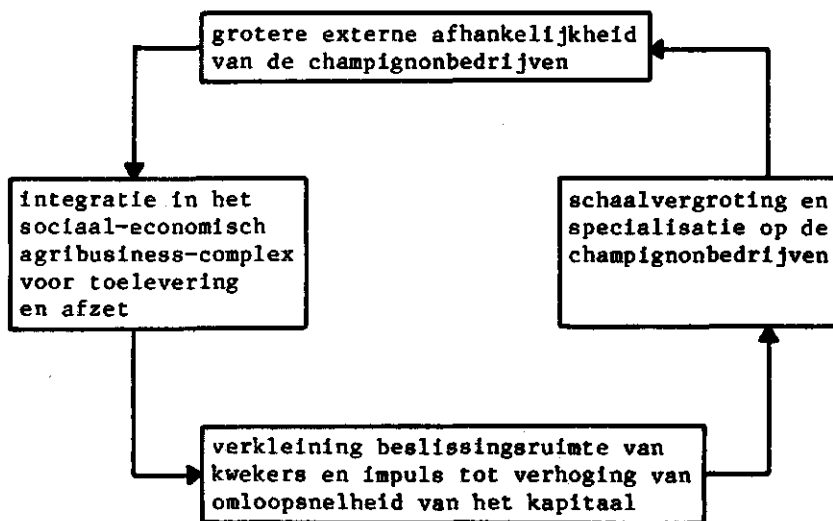 grotere externe afhankelijkheid
van de champignonbedrijven
integratie in het
sociaal-economisch
agribusiness-complex
voor toelevering
en afzet
schaalvergroting en
specialisatie op de
champignonbedrijven
verkleining beslissingsruimte van
kwekers en impuls tot verhoging van
omloopsnelheid van het kapitaal